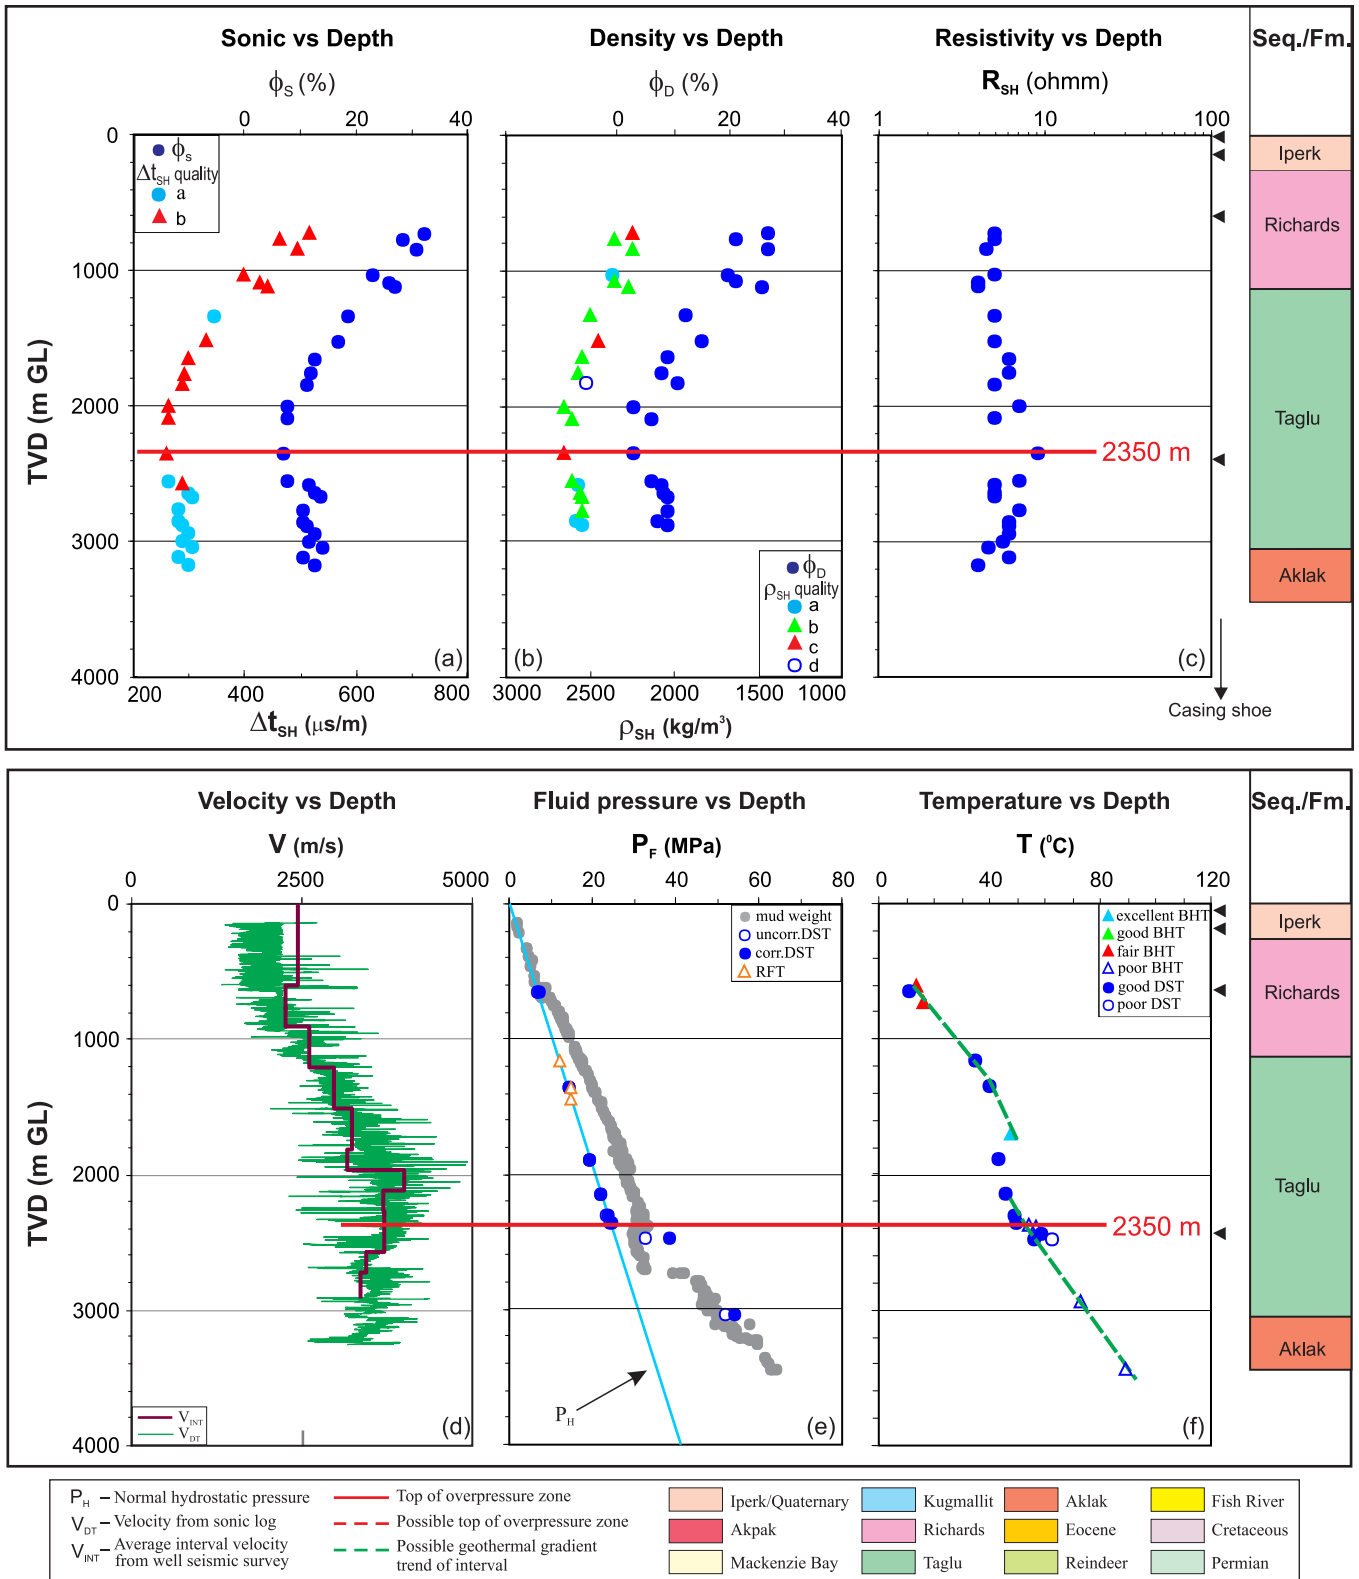 Sonic vs Depth
Density vs Depth
Resistivity vs Depth
Seq./Fm.
ϕS (%)
ϕD (%)
RSH (ohmm)
0 20 40
0 20 40
1 10 100
TVD (m GL)
0
1000
2000
3000
4000
ϕs
ΔtSH quality
a
b
Iperk
Richards
Taglu
Aklak
2350 m
ϕD
ρSH quality
a
b
c
d
(a)
(b)
(c)
200 400 600 800
3000 2500 2000 1000
ΔtSH (µs/m)
ρSH (kg/m³)
Casing shoe
Velocity vs Depth
Fluid pressure vs Depth
Temperature vs Depth
Seq./Fm.
V (m/s)
PF (MPa)
T (⁰C)
0 2500 5000
0 20 40 60 80
0 40 80 120
TVD (m GL)
0
1000
2000
3000
4000
mud weight
uncorr.DST
corr.DST
RFT
excellent BHT
good BHT
fair BHT
poor BHT
good DST
poor DST
Iperk
Richards
Taglu
Aklak
2350 m
PH
VINT
VDT
(d)
(e)
(f)
PH – Normal hydrostatic pressure
VDT – Velocity from sonic log
VINT – Average interval velocity
from well seismic survey
Top of overpressure zone
Possible top of overpressure zone
Possible geothermal gradient
trend of interval
Iperk/Quaternary
Kugmallit
Aklak
Fish River
Akpak
Richards
Eocene
Cretaceous
Mackenzie Bay
Taglu
Reindeer
Permian